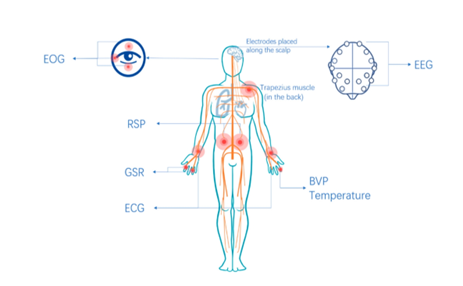 Electrodes placed
along the scalp
EOG
EEG
Trapezius muscle
(in the back)
RSP
GSR
BVP
Temperature
ECG